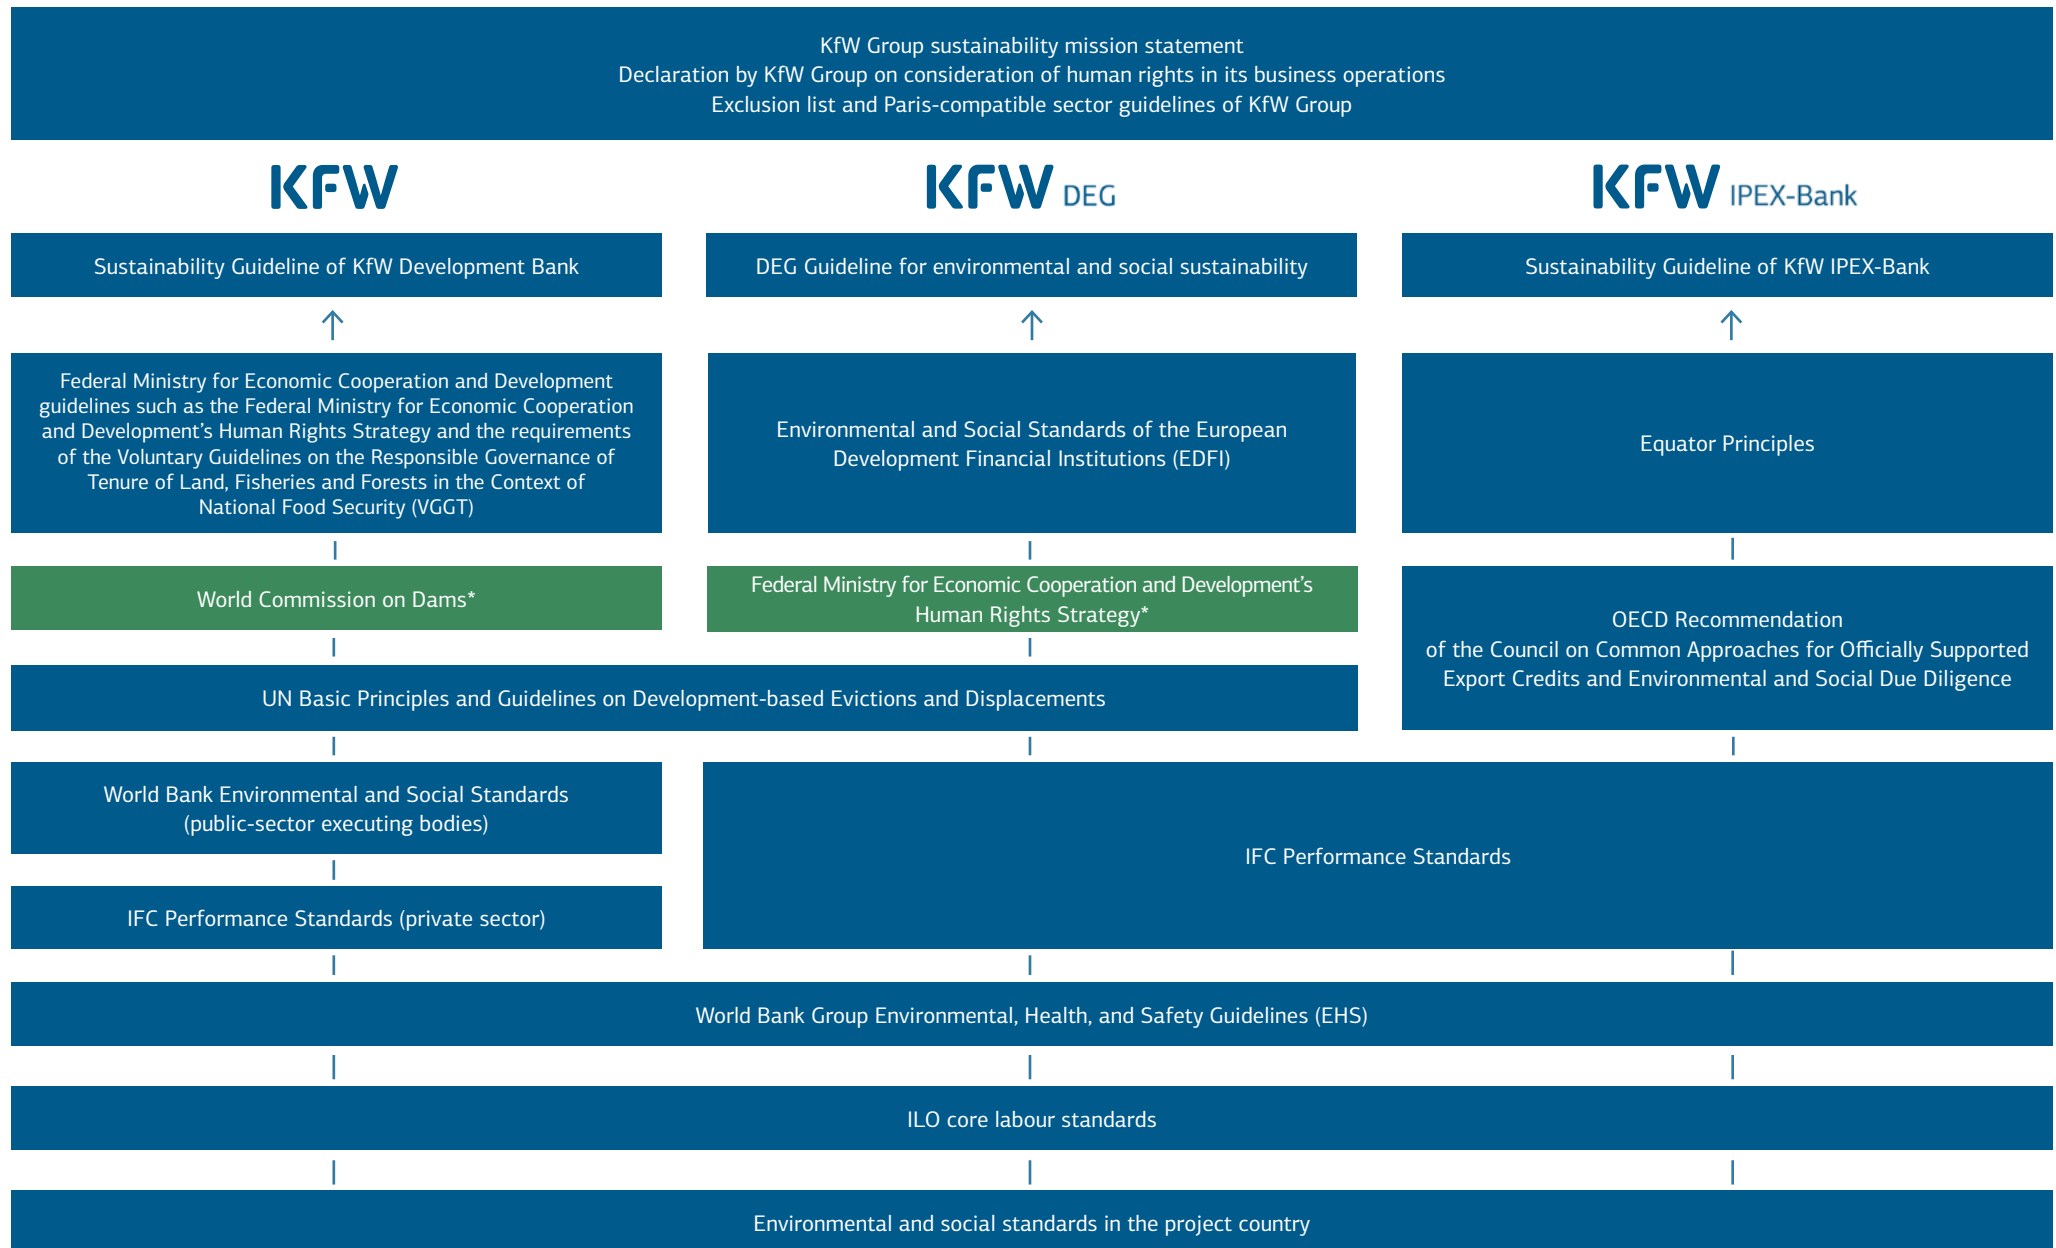 KfW Group sustainability mission statement
Declaration by KfW Group on consideration of human rights in its business operations
Exclusion list and Paris-compatible sector guidelines of KfW Group
KFW
KFW DEG
KFW IPEX-Bank
Sustainability Guideline of KfW Development Bank
DEG Guideline for environmental and social sustainability
Sustainability Guideline of KfW IPEX-Bank
Federal Ministry for Economic Cooperation and Development
guidelines such as the Federal Ministry for Economic Cooperation
and Development’s Human Rights Strategy and the requirements
of the Voluntary Guidelines on the Responsible Governance of
Tenure of Land, Fisheries and Forests in the Context of
National Food Security (VGGT)
Environmental and Social Standards of the European
Development Financial Institutions (EDFI)
Equator Principles
World Commission on Dams*
Federal Ministry for Economic Cooperation and Development’s
Human Rights Strategy*
OECD Recommendation
of the Council on Common Approaches for Officially Supported
Export Credits and Environmental and Social Due Diligence
UN Basic Principles and Guidelines on Development-based Evictions and Displacements
World Bank Environmental and Social Standards
(public-sector executing bodies)
IFC Performance Standards (private sector)
IFC Performance Standards
World Bank Group Environmental, Health, and Safety Guidelines (EHS)
ILO core labour standards
Environmental and social standards in the project country